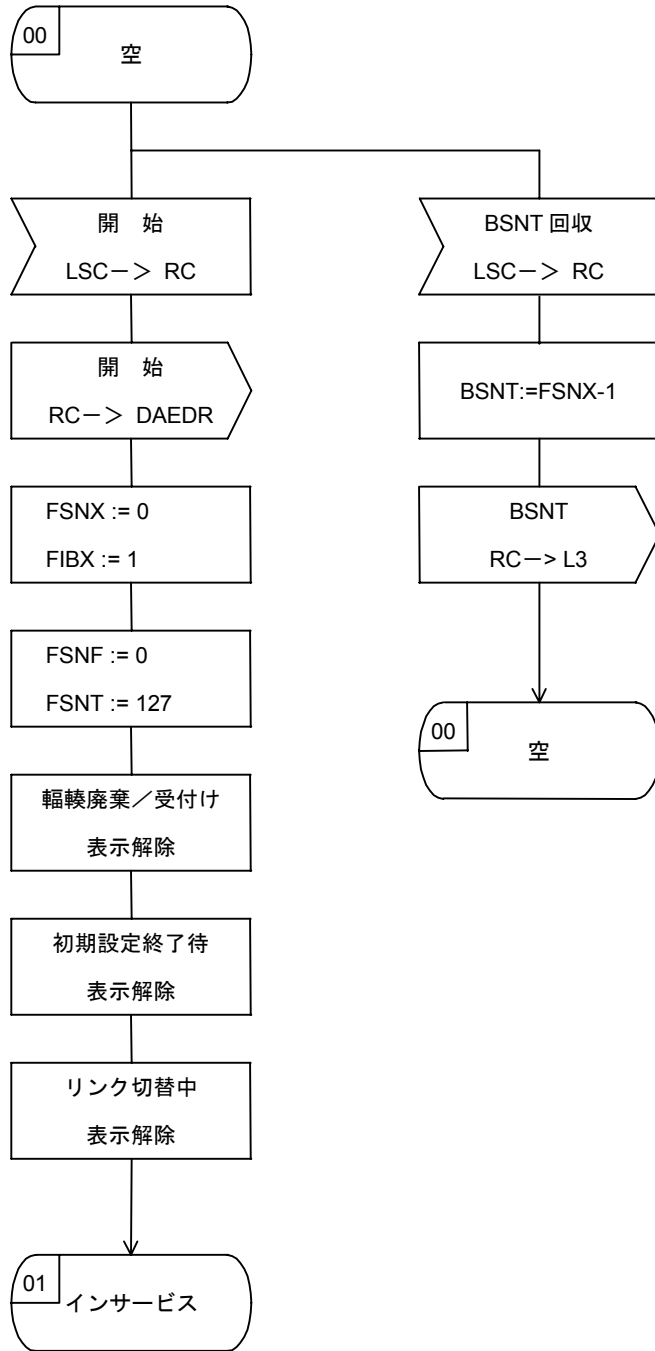 00
空
開 始
LSC－> RC
開 始
RC－> DAEDR
FSNX := 0
FIBX := 1
FSNF := 0
FSNT := 127
輻輳廃棄／受付け
表示解除
初期設定終了待
表示解除
リンク切替中
表示解除
01
インサービス
BSNT 回収
LSC－> RC
BSNT:=FSNX-1
BSNT
RC－> L3
00
空